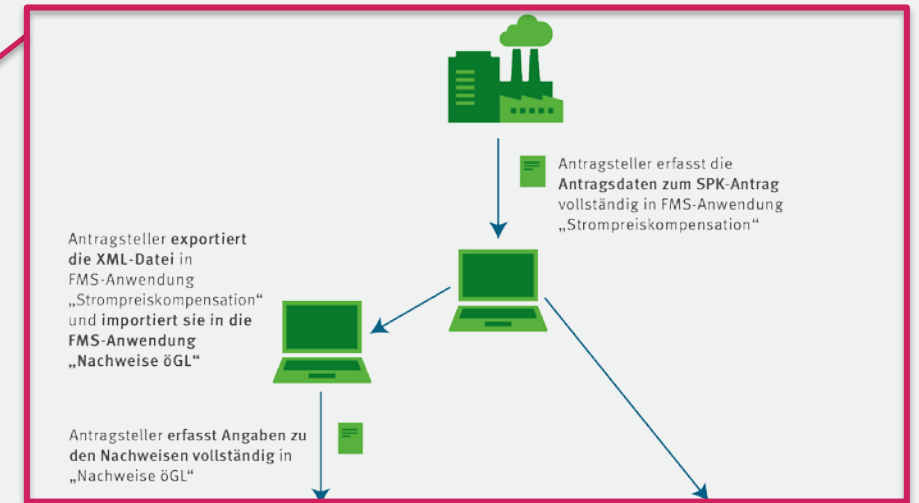 Antragsteller erfasst die
Antragsdaten zum SPK-Antrag
vollständig in FMS-Anwendung
„Strompreiskompensation“
Antragsteller exportiert
die XML-Datei in
FMS-Anwendung
„Strompreiskompensation“
und importiert sie in die
FMS-Anwendung
„Nachweise öGL“
Antragsteller erfasst Angaben zu
den Nachweisen vollständig in
„Nachweise öGL“